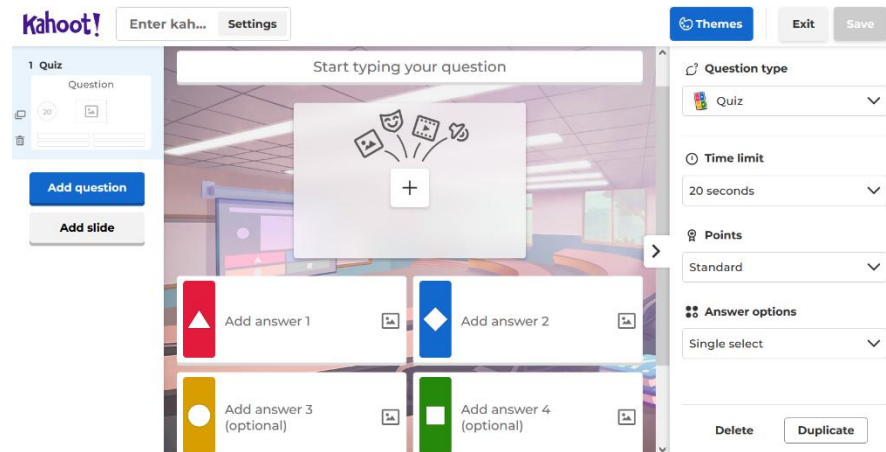 Kahoot!
Enter kah...
Settings
Themes
Exit
Save
1 Quiz
Question
20
Add question
Add slide
Start typing your question
Add answer 1
Add answer 2
Add answer 3
(optional)
Add answer 4
(optional)
Question type
Quiz
Time limit
20 seconds
Points
Standard
Answer options
Single select
Delete
Duplicate